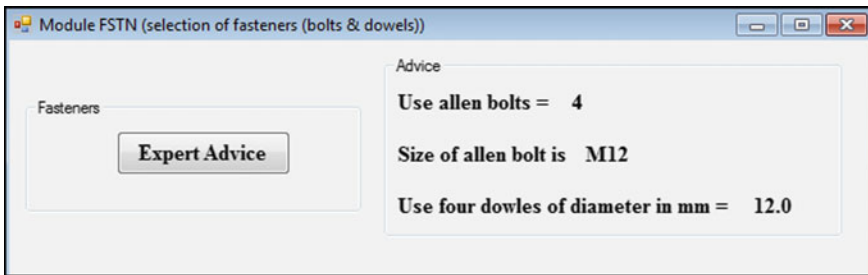 Module FSTN (selection of fasteners (bolts & dowels))
Fasteners
Expert Advice
Advice
Use allen bolts = 4
Size of allen bolt is M12
Use four dowles of diameter in mm = 12.0